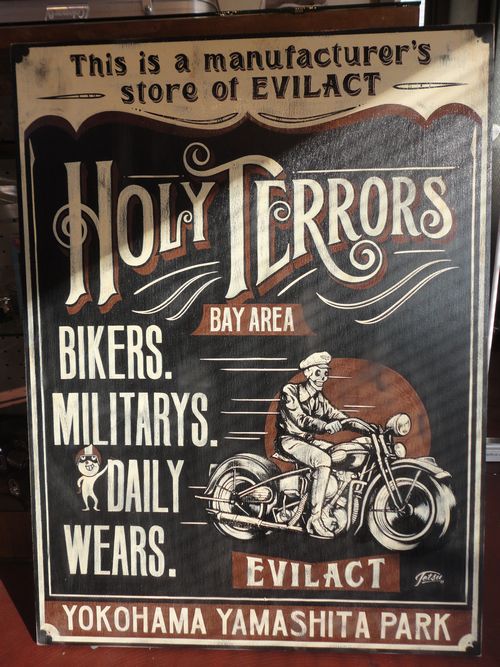 This is a manufacturer's
store of EVILACT
HOLY TERRORS
BAY AREA
BIKERS.
MILITARYS.
DAILY
WEARS.
EVILACT
YOKOHAMA YAMASHITA PARK